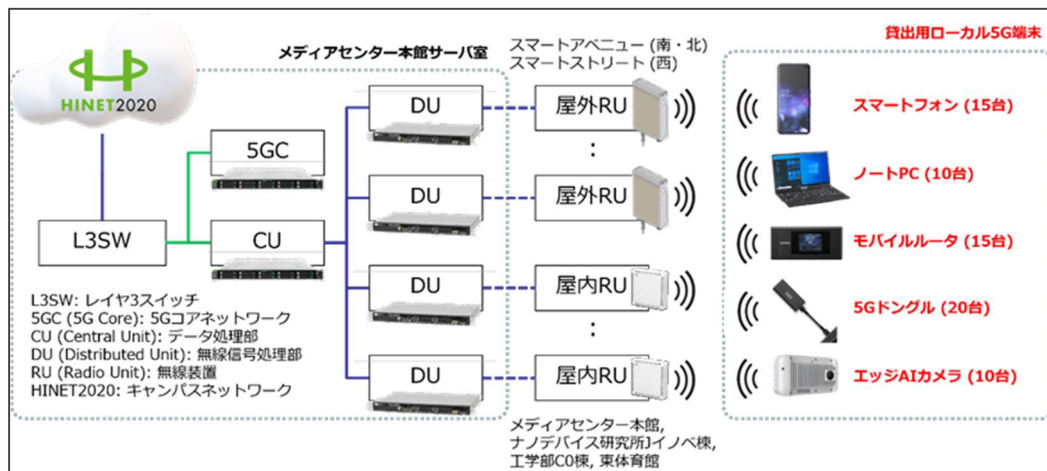 HINET2020
メディアセンター本館サーバ室
スマートアベニュー (南・北)
スマートストリート (西)
貸出用ローカル5G端末
5GC
L3SW
CU
DU
屋外RU
:
DU
屋外RU
DU
屋内RU
:
DU
屋内RU
スマートフォン (15台)
ノートPC (10台)
モバイルルータ (15台)
5Gドングル (20台)
エッジAIカメラ (10台)
L3SW: レイヤ3スイッチ
5GC (5G Core): 5Gコアネットワーク
CU (Central Unit): データ処理部
DU (Distributed Unit): 無線信号処理部
RU (Radio Unit): 無線装置
HINET2020: キャンパスネットワーク
メディアセンター本館,
ナノデバイス研究所Jイノベ棟,
工学部C0棟, 東体育館